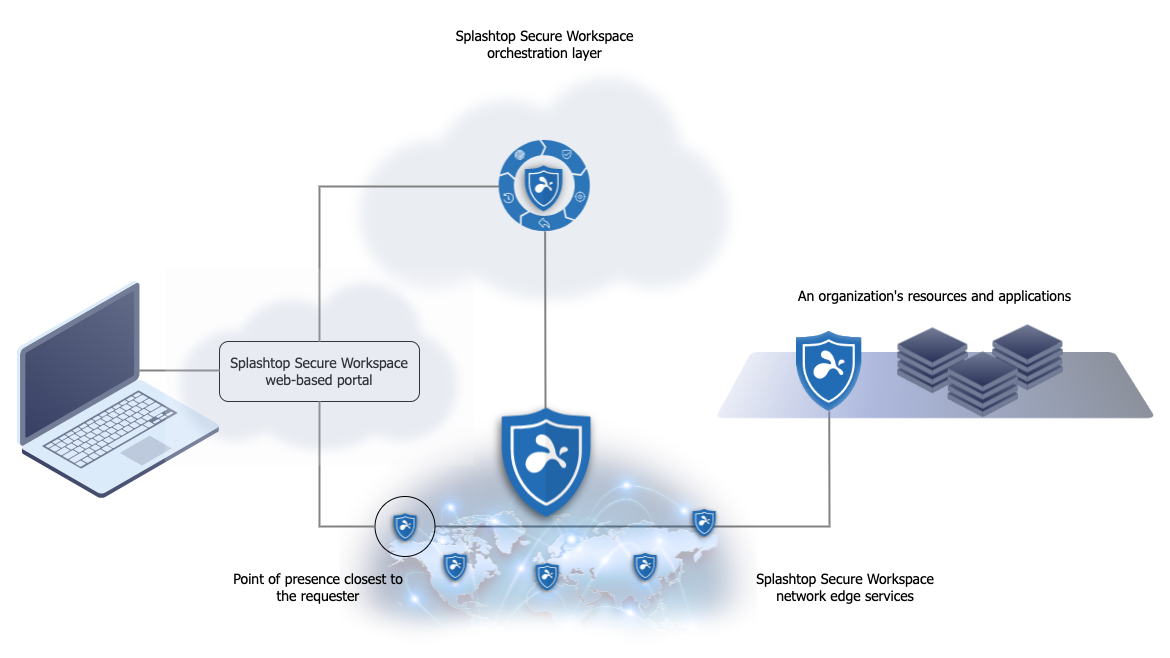 Splashtop Secure Workspace
orchestration layer
An organization's resources and applications
Splashtop Secure Workspace
web-based portal
Point of presence closest to
the requester
Splashtop Secure Workspace
network edge services